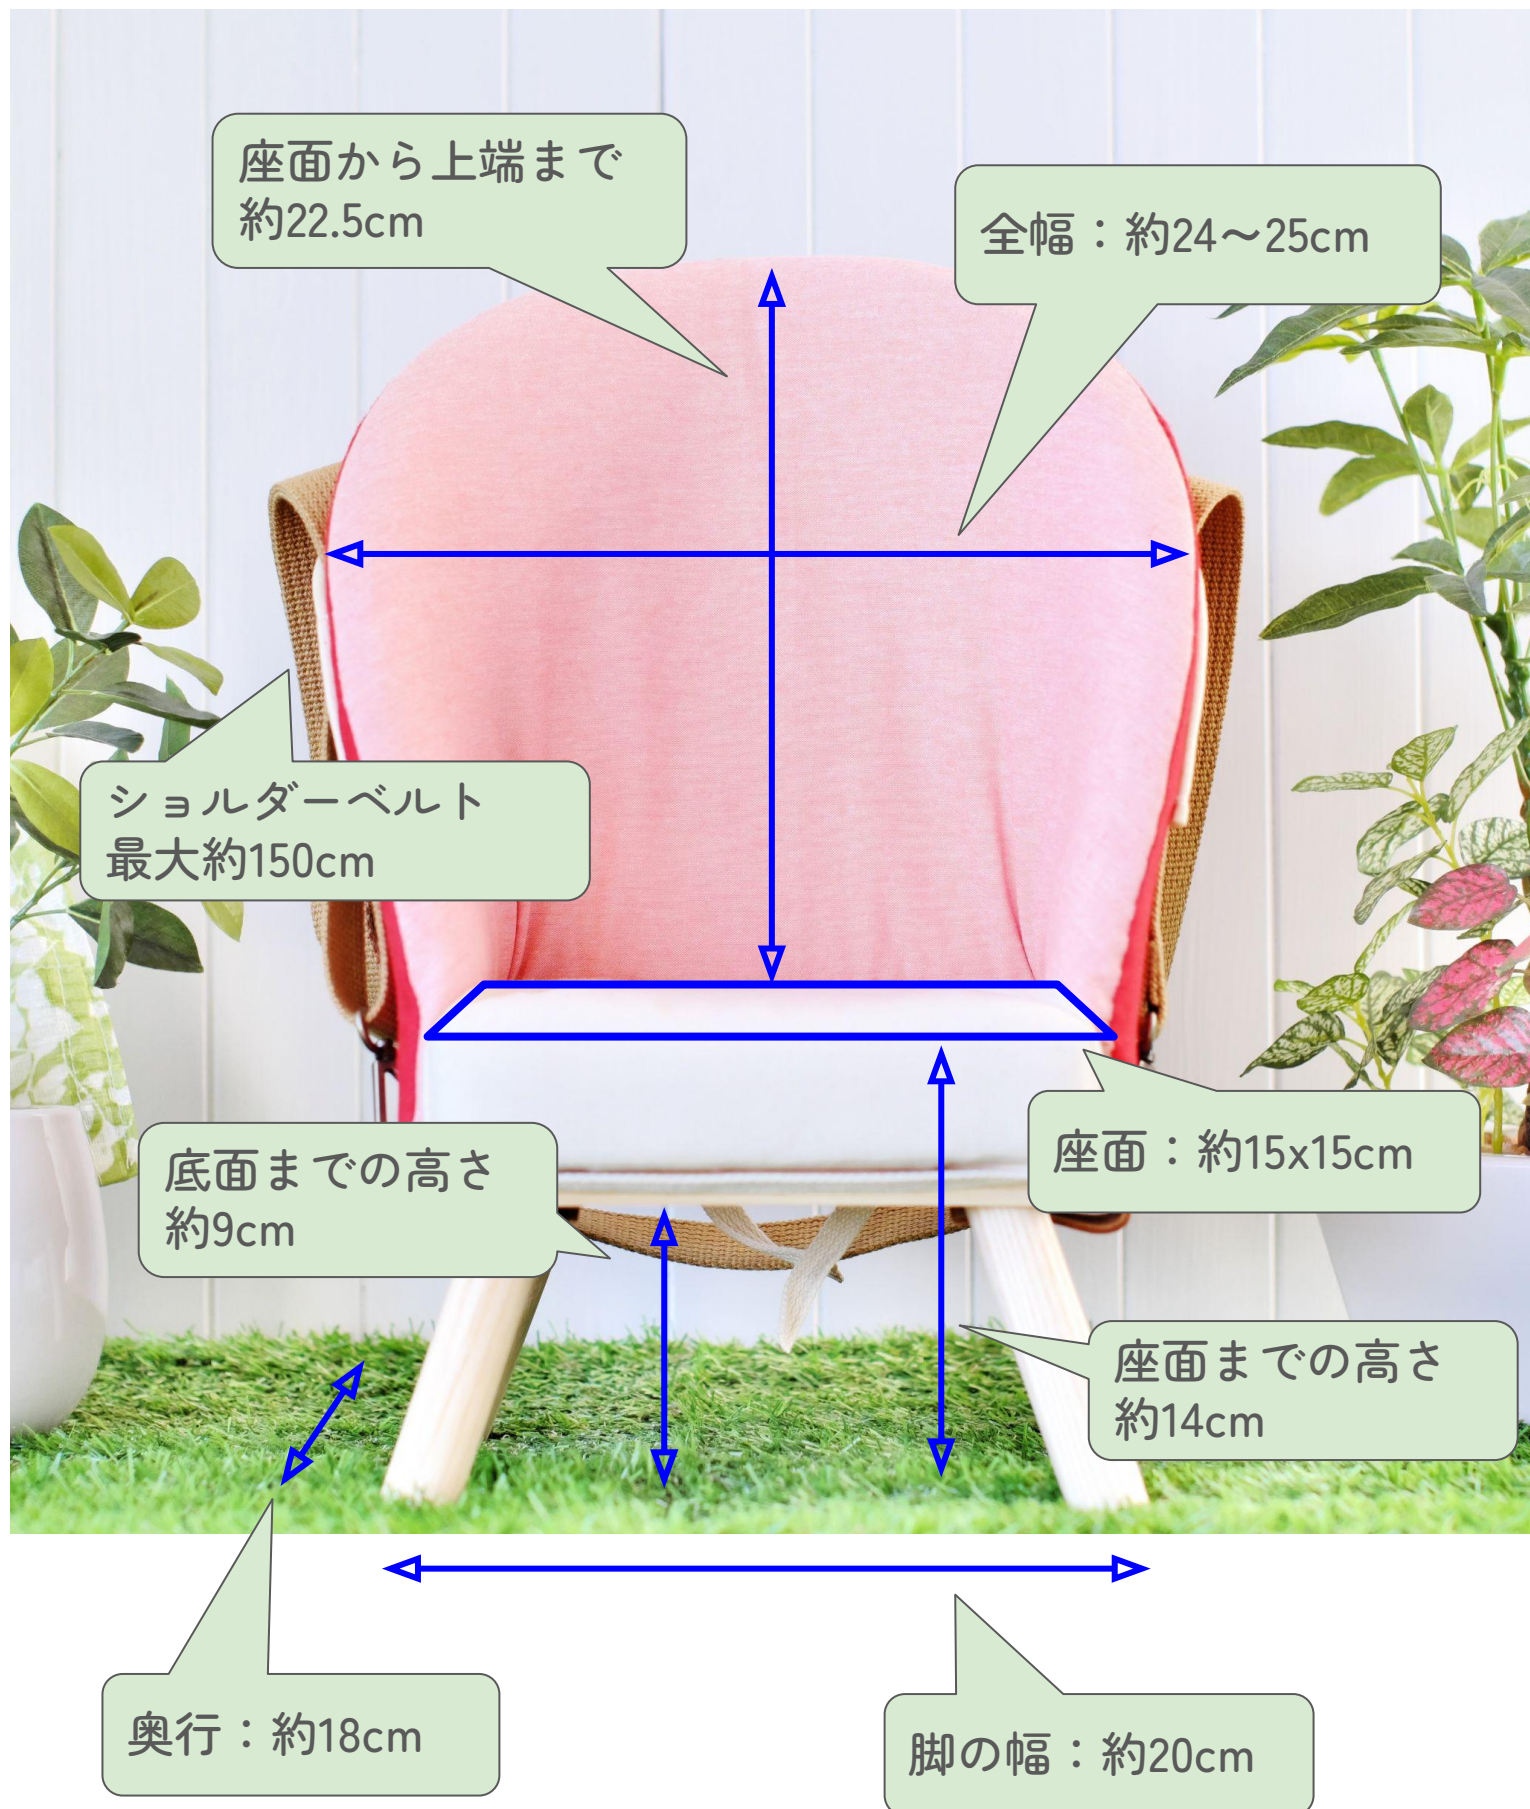 座面から上端まで
約22.5cm
全幅：約24〜25cm
ショルダーベルト
最大約150cm
底面までの高さ
約9cm
座面：約15x15cm
座面までの高さ
約14cm
奥行：約18cm
脚の幅：約20cm